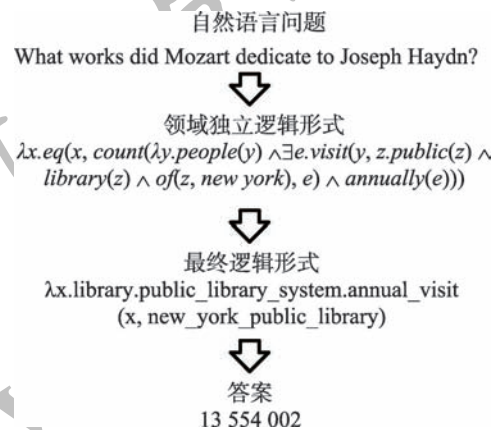 自然语言问题
What works did Mozart dedicate to Joseph Haydn?
领域独立逻辑形式
λx.eq(x, count(λy.people(y) ∧∃e.visit(y, z.public(z) ∧
library(z) ∧ of(z, new york), e) ∧ annually(e)))
最终逻辑形式
λx.library.public_library_system.annual_visit
(x, new_york_public_library)
答案
13 554 002